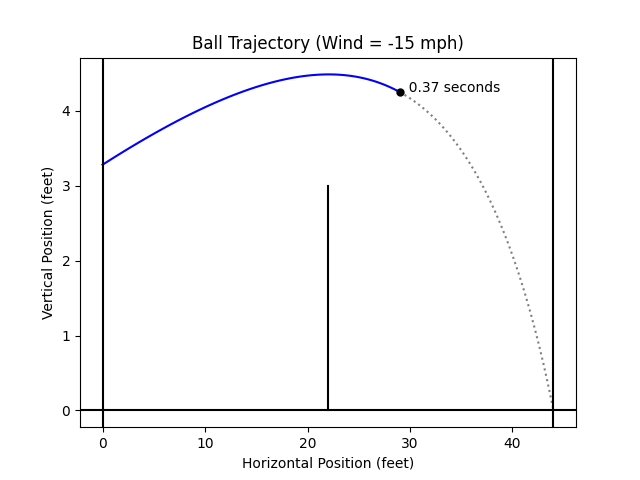 Ball Trajectory (Wind = -15 mph)
0.37 seconds
Vertical Position (feet)
4
3
2
1
0
0 10 20 30 40
Horizontal Position (feet)